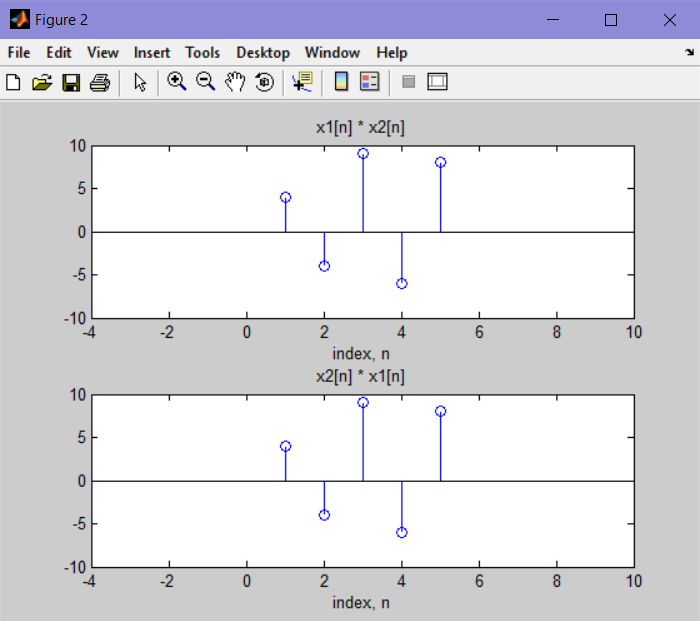 Figure 2
File Edit View Insert Tools Desktop Window Help
x1[n] * x2[n]
10
5
0
-5
-10
-4 -2 0 2 4 6 8 10
index, n
x2[n] * x1[n]
10
5
0
-5
-10
-4 -2 0 2 4 6 8 10
index, n